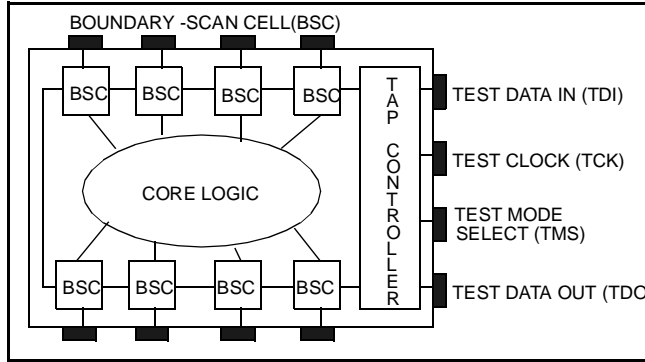 BOUNDARY -SCAN CELL(BSC)
BSC BSC BSC BSC
TAP CONTROLLER
TEST DATA IN (TDI)
TEST CLOCK (TCK)
CORE LOGIC
TEST MODE
SELECT (TMS)
BSC BSC BSC BSC
TEST DATA OUT (TDO